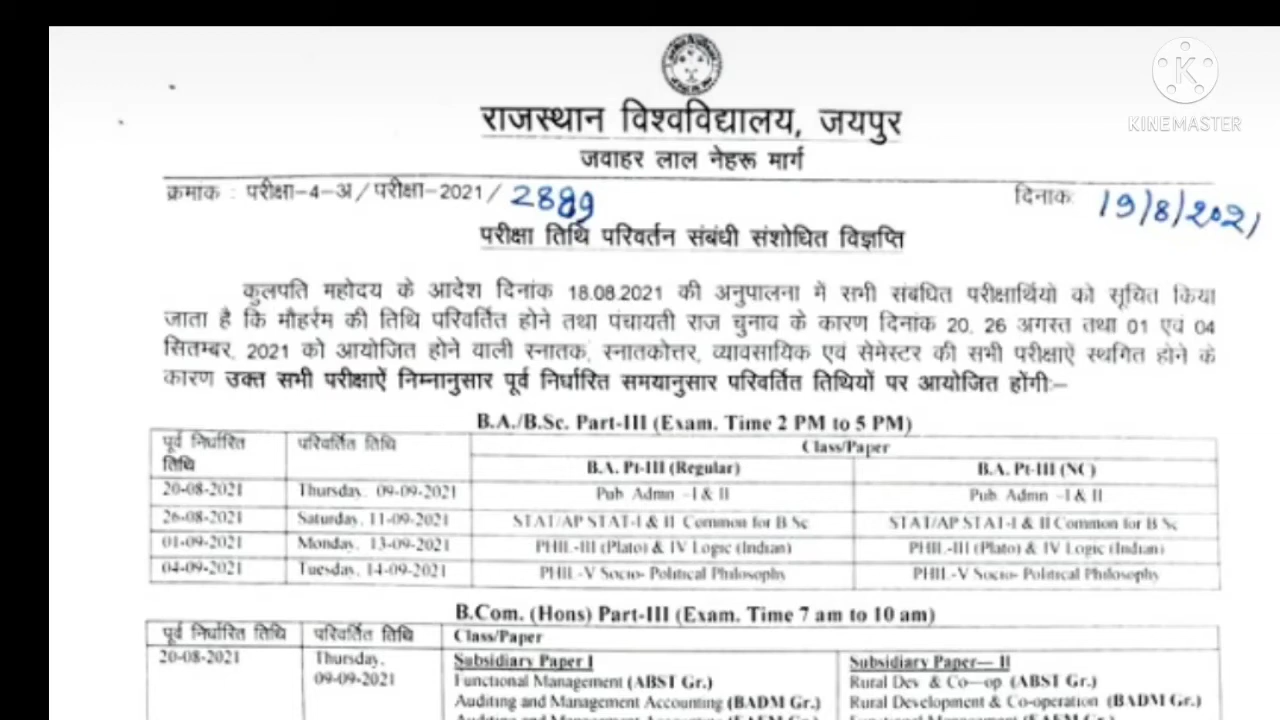 राजस्थान विश्वविद्यालय, जयपुर
जवाहर लाल नेहरू मार्ग
KINEMASTER
क्रमांक : परीक्षा-4-अ/परीक्षा-2021/2889 दिनांक: 19/8/2021
परीक्षा तिथि परिवर्तन संबंधी संशोधित विज्ञप्ति
कुलपति महोदय के आदेश दिनांक 18.08.2021 की अनुपालना में सभी संबंधित परीक्षार्थियो को सूचित किया
जाता है कि मौहर्रम की तिथि परिवर्तित होने तथा पंचायती राज चुनाव के कारण दिनांक 20, 26 अगस्त तथा 01 एवं 04
सितम्बर, 2021 को आयोजित होने वाली स्नातक, स्नातकोत्तर, व्यावसायिक एवं सेमेस्टर की सभी परीक्षाऐं स्थगित होने के
कारण उक्त सभी परीक्षाऐं निम्नानुसार पूर्व निर्धारित समयानुसार परिवर्तित तिथियों पर आयोजित होंगी:–
B.A./B.Sc. Part-III (Exam. Time 2 PM to 5 PM)
पूर्व निर्धारित तिथि परिवर्तित तिथि Class/Paper
B.A. Pt-III (Regular) B.A. Pt-III (NC)
20-08-2021 Thursday, 09-09-2021 Pub. Admn –I & II Pub. Admn –I & II
26-08-2021 Saturday, 11-09-2021 STAT/AP STAT-I & II Common for B Sc STAT/AP STAT-I & II Common for B Sc
01-09-2021 Monday, 13-09-2021 PHIL-III (Plato) & IV Logic (Indian) PHIL-III (Plato) & IV Logic (Indian)
04-09-2021 Tuesday, 14-09-2021 PHIL-V Socio- Political Philosophy PHIL-V Socio- Political Philosophy
B.Com. (Hons) Part-III (Exam. Time 7 am to 10 am)
पूर्व निर्धारित तिथि परिवर्तित तिथि Class/Paper
20-08-2021 Thursday, Subsidiary Paper I Subsidiary Paper— II
09-09-2021 Functional Management (ABST Gr.) Rural Dev & Co—op (ABST Gr.)
Auditing and Management Accounting (BADM Gr.) Rural Development & Co-operation (BADM Gr.)